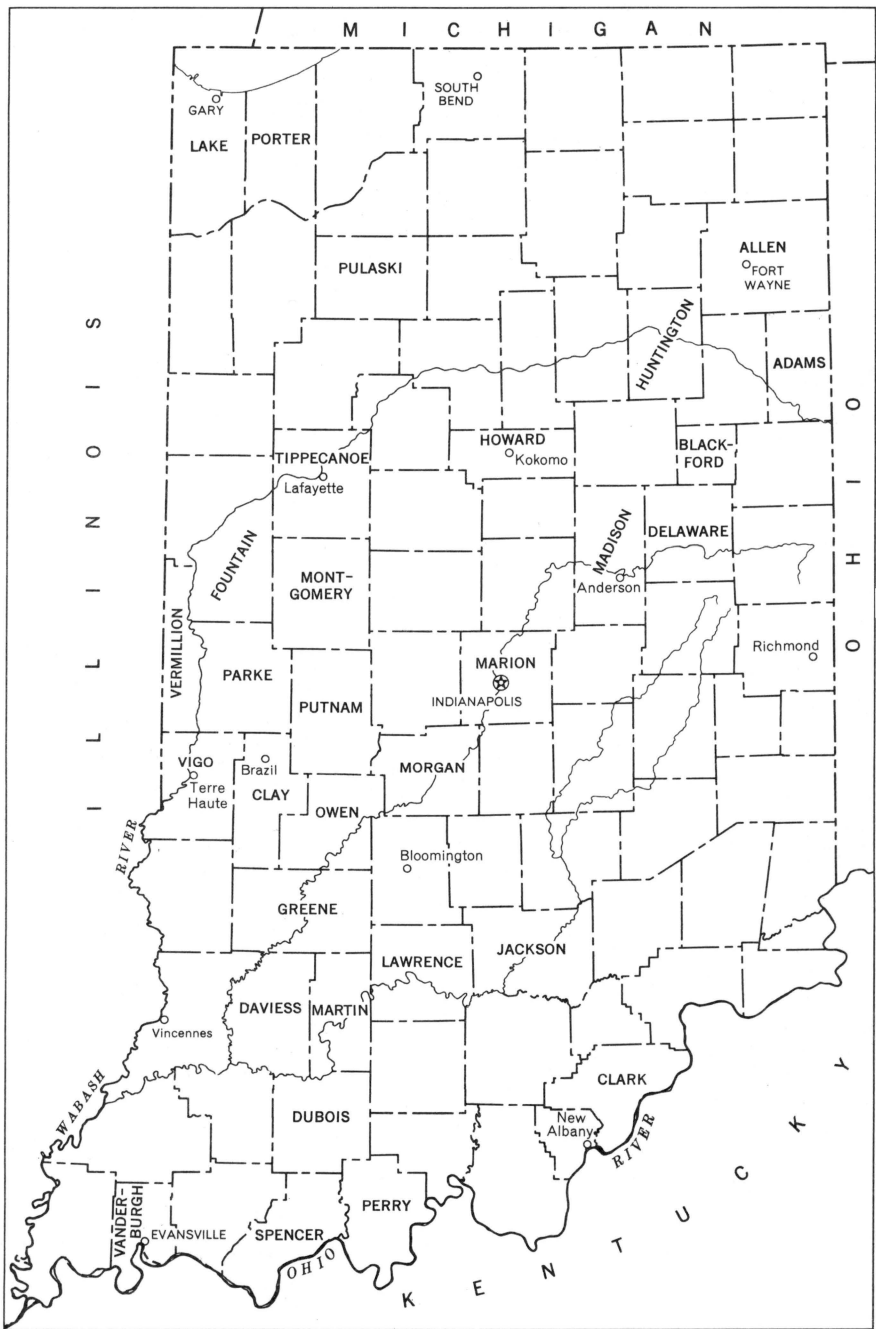 MICHIGAN
SOUTH
BEND
GARY
LAKE
PORTER
PULASKI
ALLEN
FORT
WAYNE
HUNTINGTON
ADAMS
ILLINOIS
OHIO
TIPPECANOE
Lafayette
HOWARD
Kokomo
BLACK-
FORD
FOUNTAIN
MONT-
GOMERY
MADISON
Anderson
DELAWARE
VERMILLION
PARKE
PUTNAM
MARION
INDIANAPOLIS
Richmond
VIGO
Terre
Haute
Brazil
CLAY
OWEN
MORGAN
RIVER
Bloomington
GREENE
LAWRENCE
JACKSON
DAVIESS
MARTIN
Vincennes
WABASH
CLARK
DUBOIS
New
Albany
RIVER
VANDER-
BURGH
EVANSVILLE
SPENCER
PERRY
OHIO
KENTUCKY